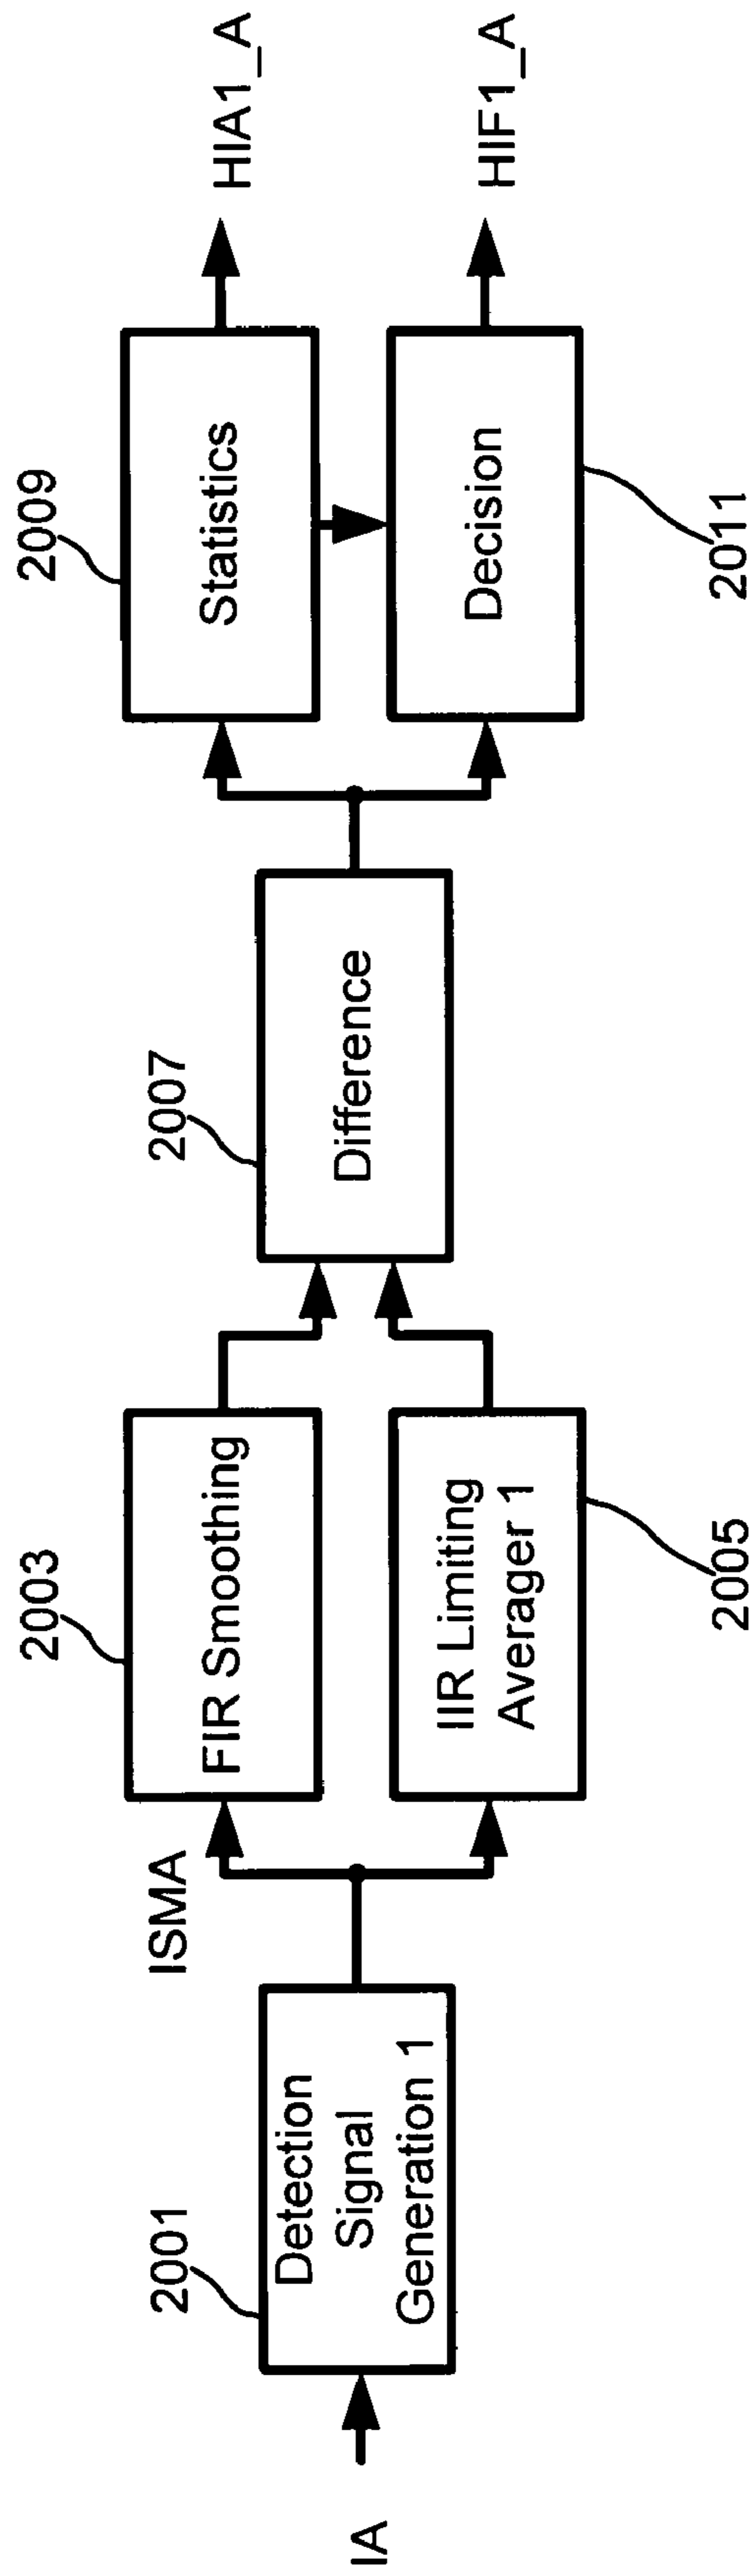 IA
2001
Detection
Signal
Generation 1
ISMA
2003
FIR Smoothing
IIR Limiting
Averager 1
2005
2007
Difference
2009
Statistics
HIA1_A
Decision
2011
HIF1_A